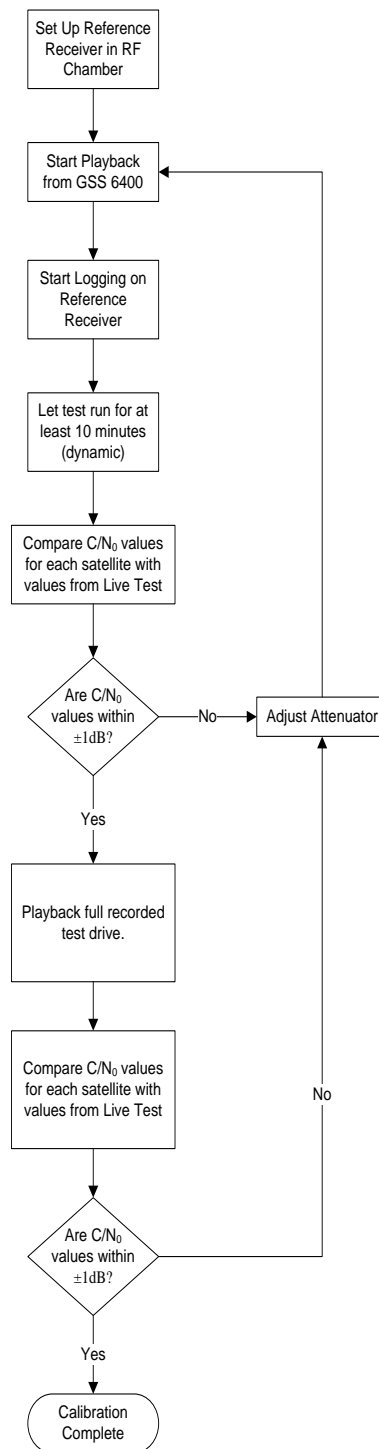 Set Up Reference
Receiver in RF
Chamber
Start Playback
from GSS 6400
Start Logging on
Reference
Receiver
Let test run for at
least 10 minutes
(dynamic)
Compare C/N₀ values
for each satellite with
values from Live Test
Are C/N₀
values within
±1dB?
No
Adjust Attenuator
Yes
Playback full recorded
test drive.
Compare C/N₀ values
for each satellite with
values from Live Test
No
Are C/N₀
values within
±1dB?
Yes
Calibration
Complete